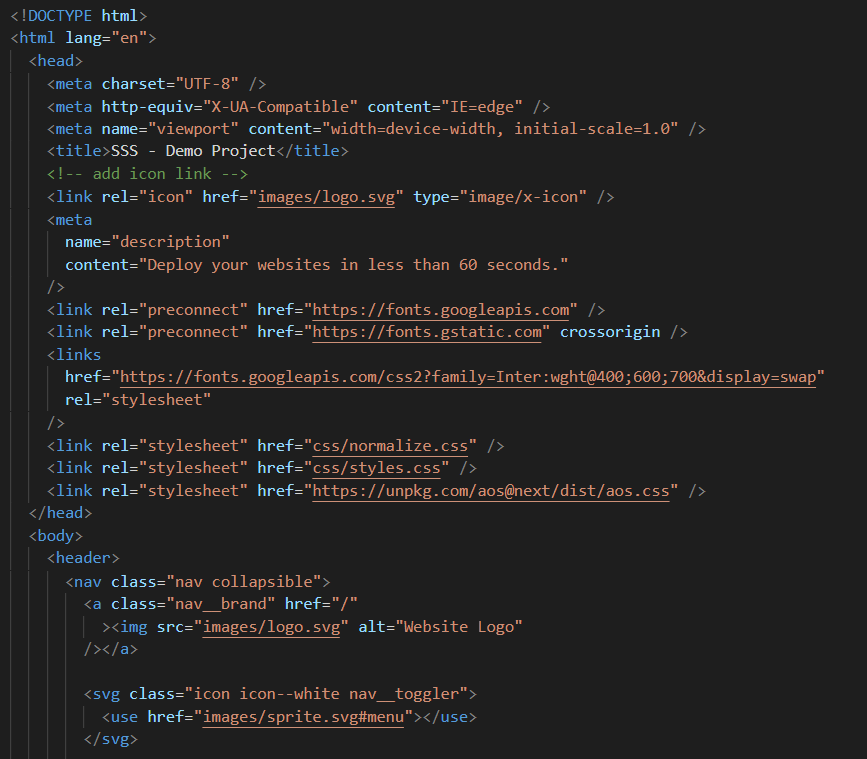 <!DOCTYPE html>
<html lang="en">
<head>
<meta charset="UTF-8" />
<meta http-equiv="X-UA-Compatible" content="IE=edge" />
<meta name="viewport" content="width=device-width, initial-scale=1.0" />
<title>SSS - Demo Project</title>
<!-- add icon link -->
<link rel="icon" href="images/logo.svg" type="image/x-icon" />
<meta
name="description"
content="Deploy your websites in less than 60 seconds."
/>
<link rel="preconnect" href="https://fonts.googleapis.com" />
<link rel="preconnect" href="https://fonts.gstatic.com" crossorigin />
<links
href="https://fonts.googleapis.com/css2?family=Inter:wght@400;600;700&display=swap"
rel="stylesheet"
/>
<link rel="stylesheet" href="css/normalize.css" />
<link rel="stylesheet" href="css/styles.css" />
<link rel="stylesheet" href="https://unpkg.com/aos@next/dist/aos.css" />
</head>
<body>
<header>
<nav class="nav collapsible">
<a class="nav__brand" href="/"
><img src="images/logo.svg" alt="Website Logo"
/></a>
<svg class="icon icon--white nav__toggler">
<use href="images/sprite.svg#menu"></use>
</svg>